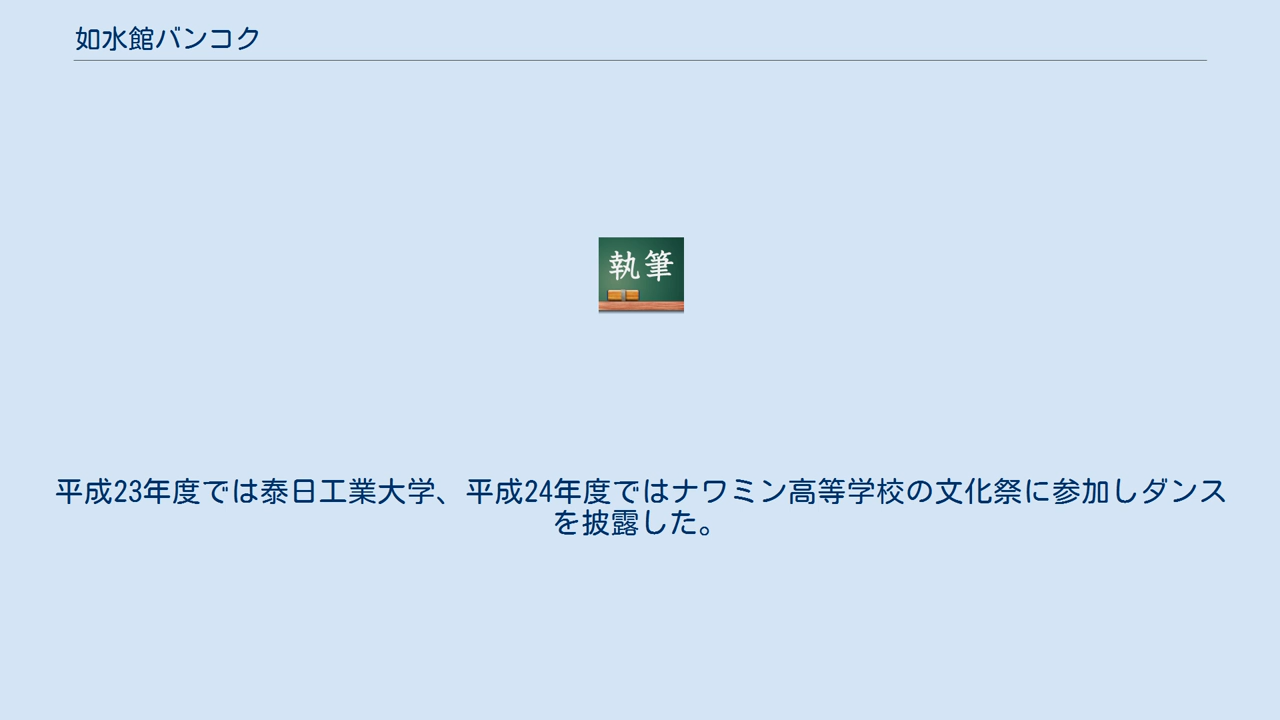 如水館バンコク
執筆
平成23年度では泰日工業大学、平成24年度ではナワミン高等学校の文化祭に参加しダンス
を披露した。